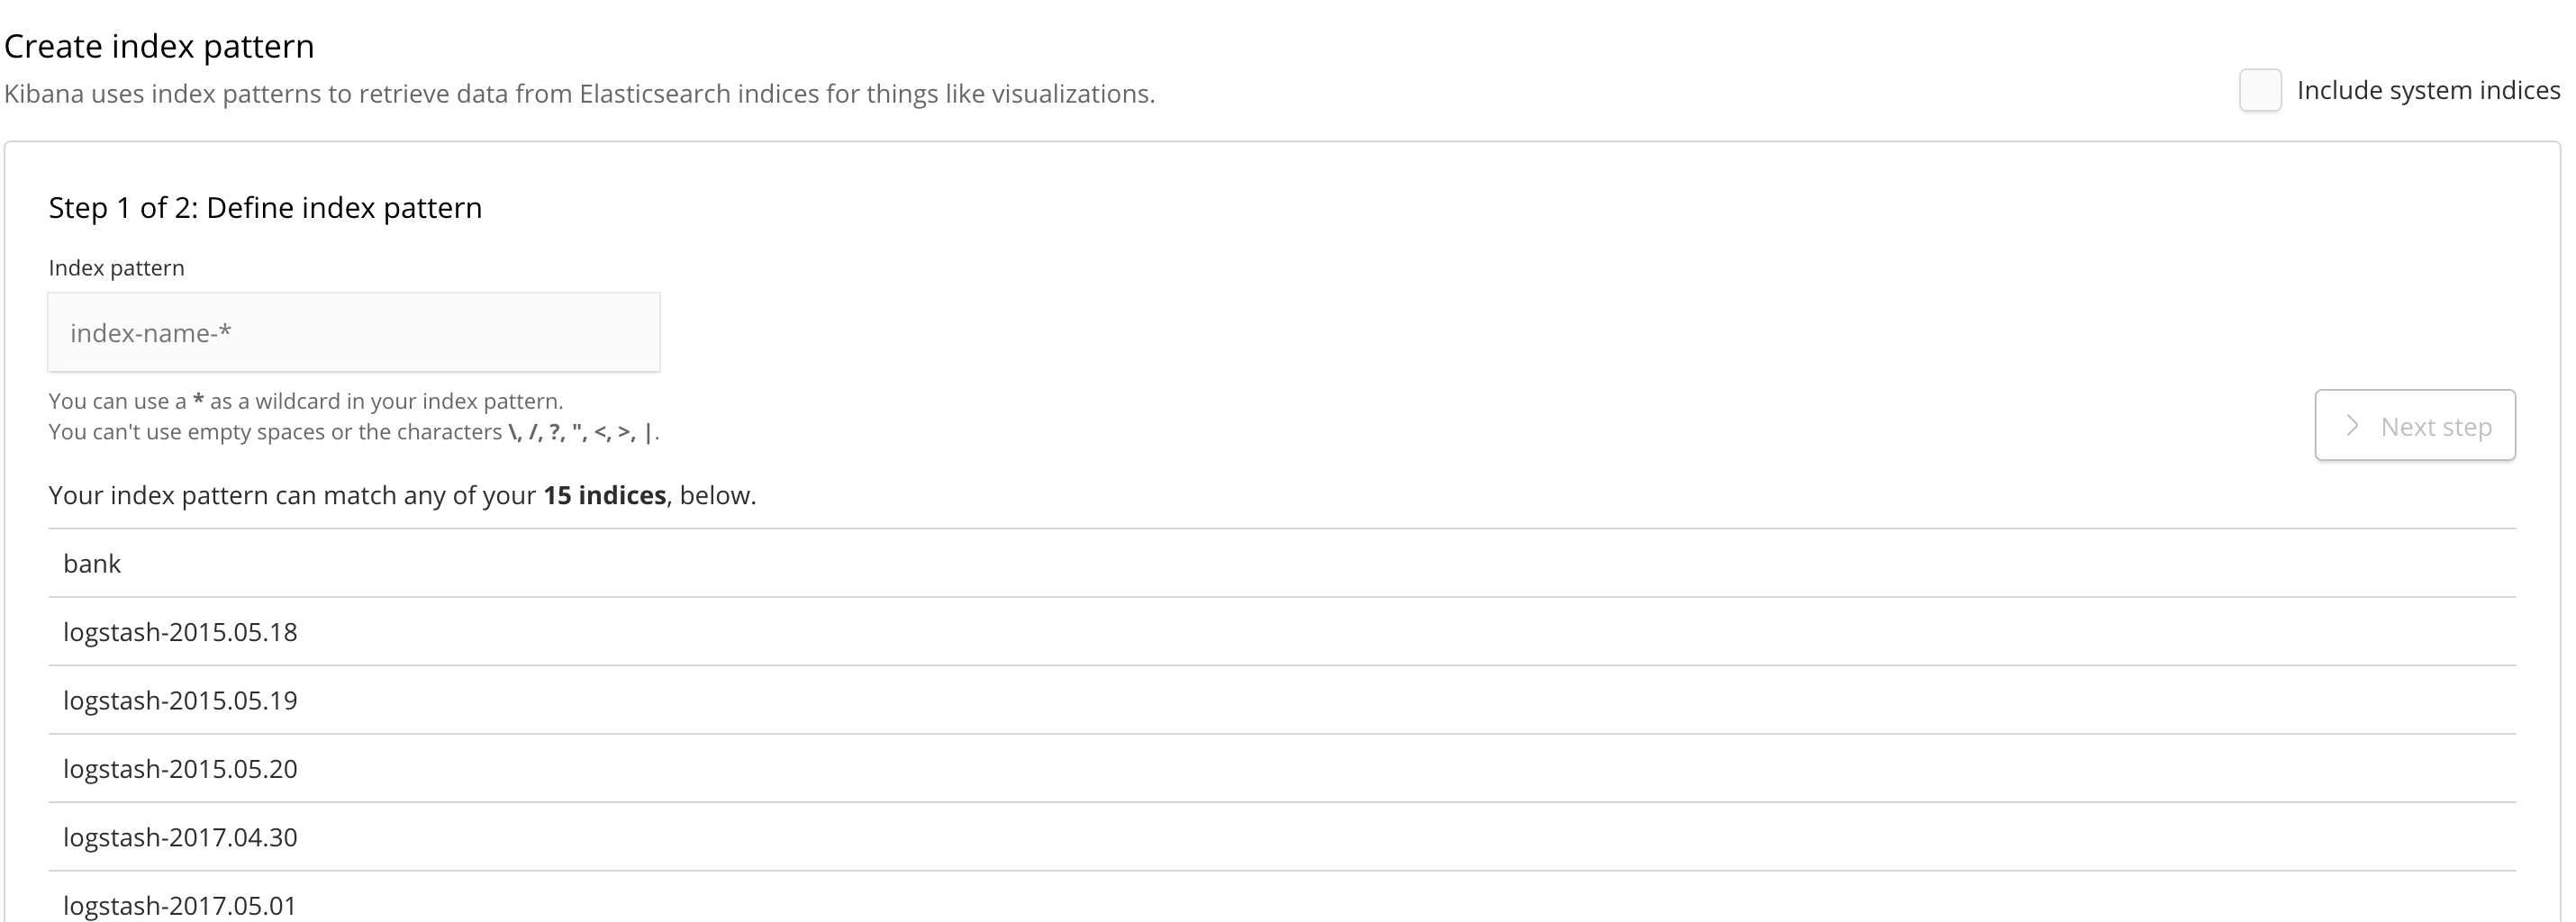 Create index pattern
Kibana uses index patterns to retrieve data from Elasticsearch indices for things like visualizations.
Include system indices
Step 1 of 2: Define index pattern
Index pattern
index-name-*
You can use a * as a wildcard in your index pattern.
You can't use empty spaces or the characters \, /, ?, ", <, >, |.
Next step
Your index pattern can match any of your 15 indices, below.
bank
logstash-2015.05.18
logstash-2015.05.19
logstash-2015.05.20
logstash-2017.04.30
logstash-2017.05.01